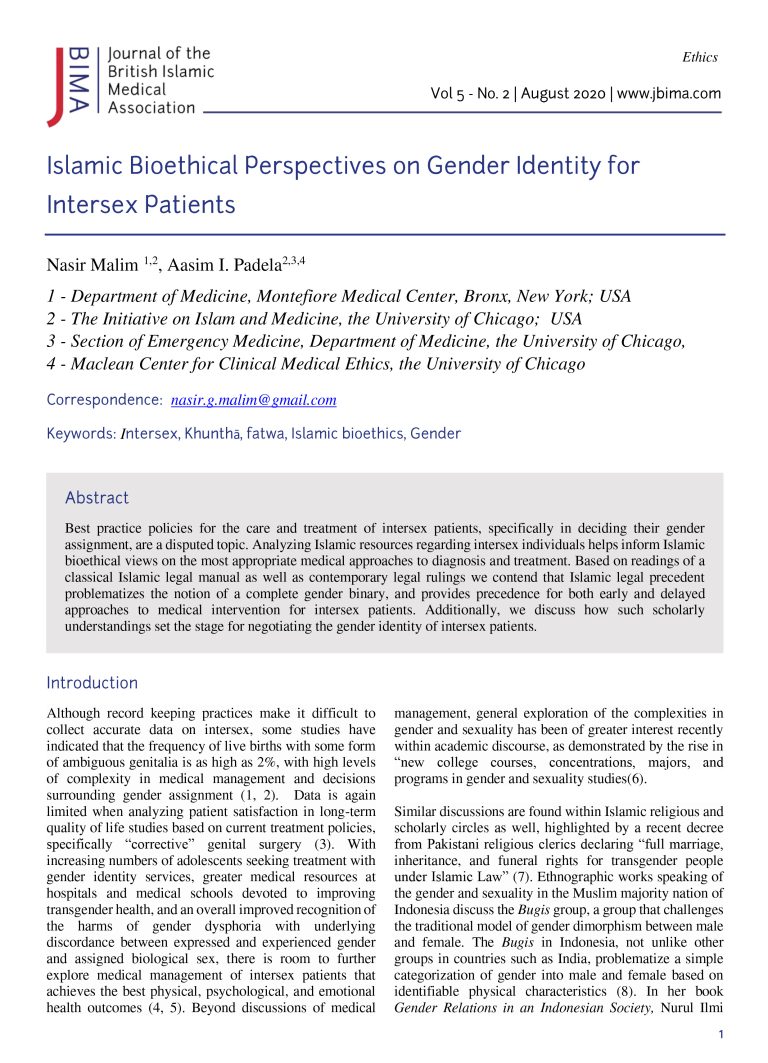 BIMA
Journal of the
British Islamic
Medical
Association
Ethics
Vol 5 - No. 2 | August 2020 | www.jbima.com
Islamic Bioethical Perspectives on Gender Identity for
Intersex Patients
Nasir Malim 1,2, Aasim I. Padela2,3,4
1 - Department of Medicine, Montefiore Medical Center, Bronx, New York; USA
2 - The Initiative on Islam and Medicine, the University of Chicago; USA
3 - Section of Emergency Medicine, Department of Medicine, the University of Chicago,
4 - Maclean Center for Clinical Medical Ethics, the University of Chicago
Correspondence: nasir.g.malim@gmail.com
Keywords: Intersex, Khunthā, fatwa, Islamic bioethics, Gender
Abstract
Best practice policies for the care and treatment of intersex patients, specifically in deciding their gender
assignment, are a disputed topic. Analyzing Islamic resources regarding intersex individuals helps inform Islamic
bioethical views on the most appropriate medical approaches to diagnosis and treatment. Based on readings of a
classical Islamic legal manual as well as contemporary legal rulings we contend that Islamic legal precedent
problematizes the notion of a complete gender binary, and provides precedence for both early and delayed
approaches to medical intervention for intersex patients. Additionally, we discuss how such scholarly
understandings set the stage for negotiating the gender identity of intersex patients.
Introduction
Although record keeping practices make it difficult to
collect accurate data on intersex, some studies have
indicated that the frequency of live births with some form
of ambiguous genitalia is as high as 2%, with high levels
of complexity in medical management and decisions
surrounding gender assignment (1, 2). Data is again
limited when analyzing patient satisfaction in long-term
quality of life studies based on current treatment policies,
specifically “corrective” genital surgery (3). With
increasing numbers of adolescents seeking treatment with
gender identity services, greater medical resources at
hospitals and medical schools devoted to improving
transgender health, and an overall improved recognition of
the harms of gender dysphoria with underlying
discordance between expressed and experienced gender
and assigned biological sex, there is room to further
explore medical management of intersex patients that
achieves the best physical, psychological, and emotional
health outcomes (4, 5). Beyond discussions of medical
management, general exploration of the complexities in
gender and sexuality has been of greater interest recently
within academic discourse, as demonstrated by the rise in
“new college courses, concentrations, majors, and
programs in gender and sexuality studies(6).
Similar discussions are found within Islamic religious and
scholarly circles as well, highlighted by a recent decree
from Pakistani religious clerics declaring “full marriage,
inheritance, and funeral rights for transgender people
under Islamic Law” (7). Ethnographic works speaking of
the gender and sexuality in the Muslim majority nation of
Indonesia discuss the Bugis group, a group that challenges
the traditional model of gender dimorphism between male
and female. The Bugis in Indonesia, not unlike other
groups in countries such as India, problematize a simple
categorization of gender into male and female based on
identifiable physical characteristics (8). In her book
Gender Relations in an Indonesian Society, Nurul Ilmi
1